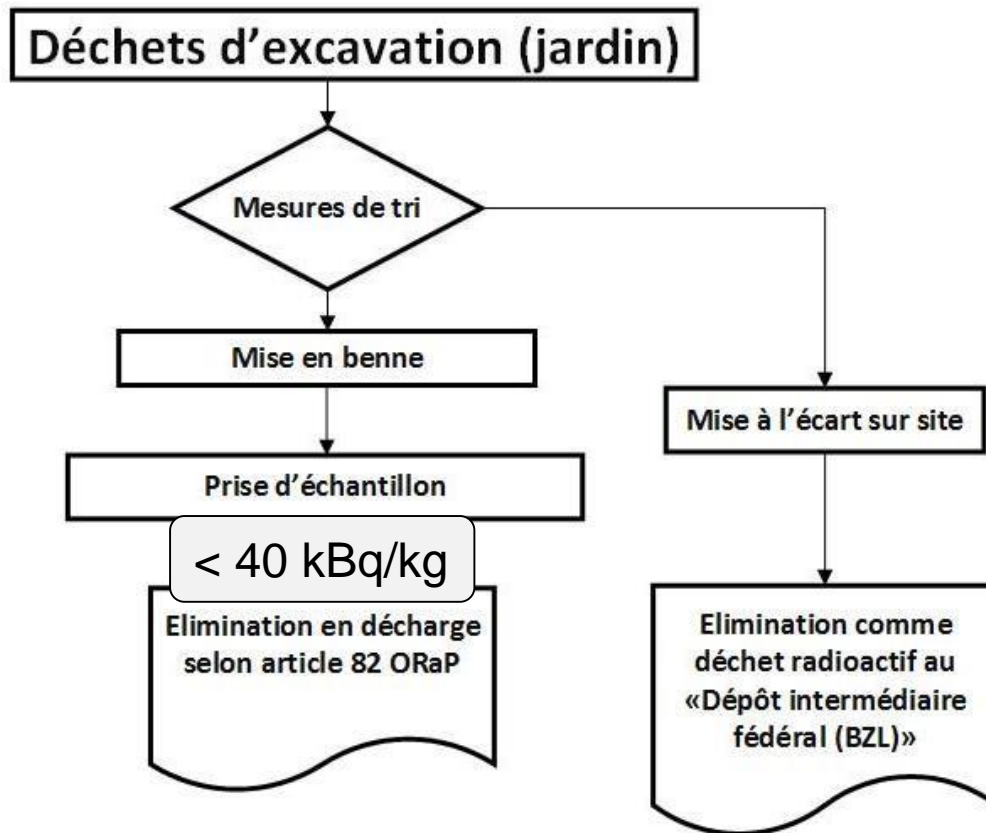 Déchets d’excavation (jardin)
Mesures de tri
Mise en benne
Mise à l’écart sur site
Prise d’échantillon
< 40 kBq/kg
Elimination en décharge
selon article 82 ORaP
Elimination comme
déchet radioactif au
«Dépôt intermédiaire
fédéral (BZL)»